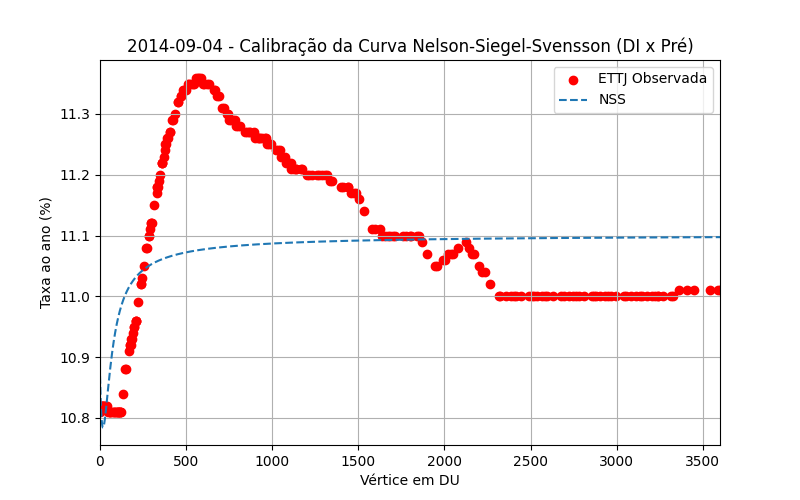 2014-09-04 - Calibração da Curva Nelson-Siegel-Svensson (DI x Pré)
ETTJ Observada
NSS
Taxa ao ano (%)
11.3
11.2
11.1
11.0
10.9
10.8
0 500 1000 1500 2000 2500 3000 3500
Vértice em DU